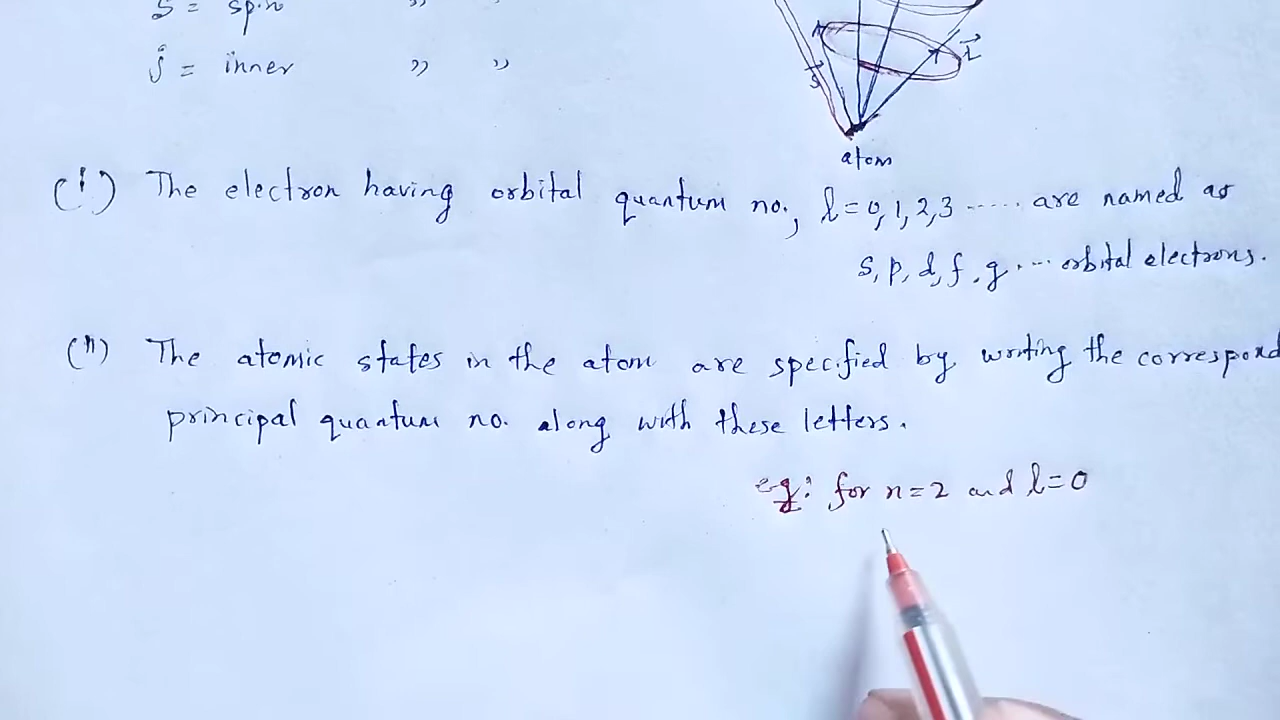 S = spin ,, ,,
j = inner ,, ,,
S
L
atom
(i) The electron having orbital quantum no., l=0,1,2,3 ...... are named as
s, p, d, f, g .... orbital electrons.
(ii) The atomic states in the atom are specified by writing the correspond
principal quantum no. along with these letters.
eg: for n=2 and l=0